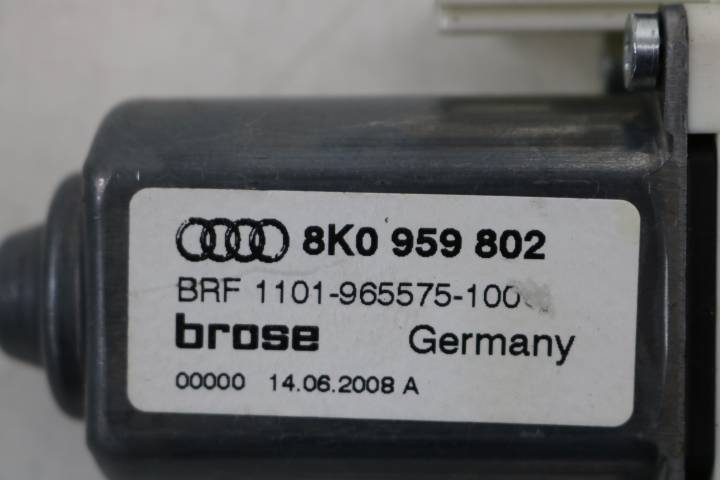 8K0 959 802
BRF 1101-965575-100
brose Germany
00000 14.06.2008 A